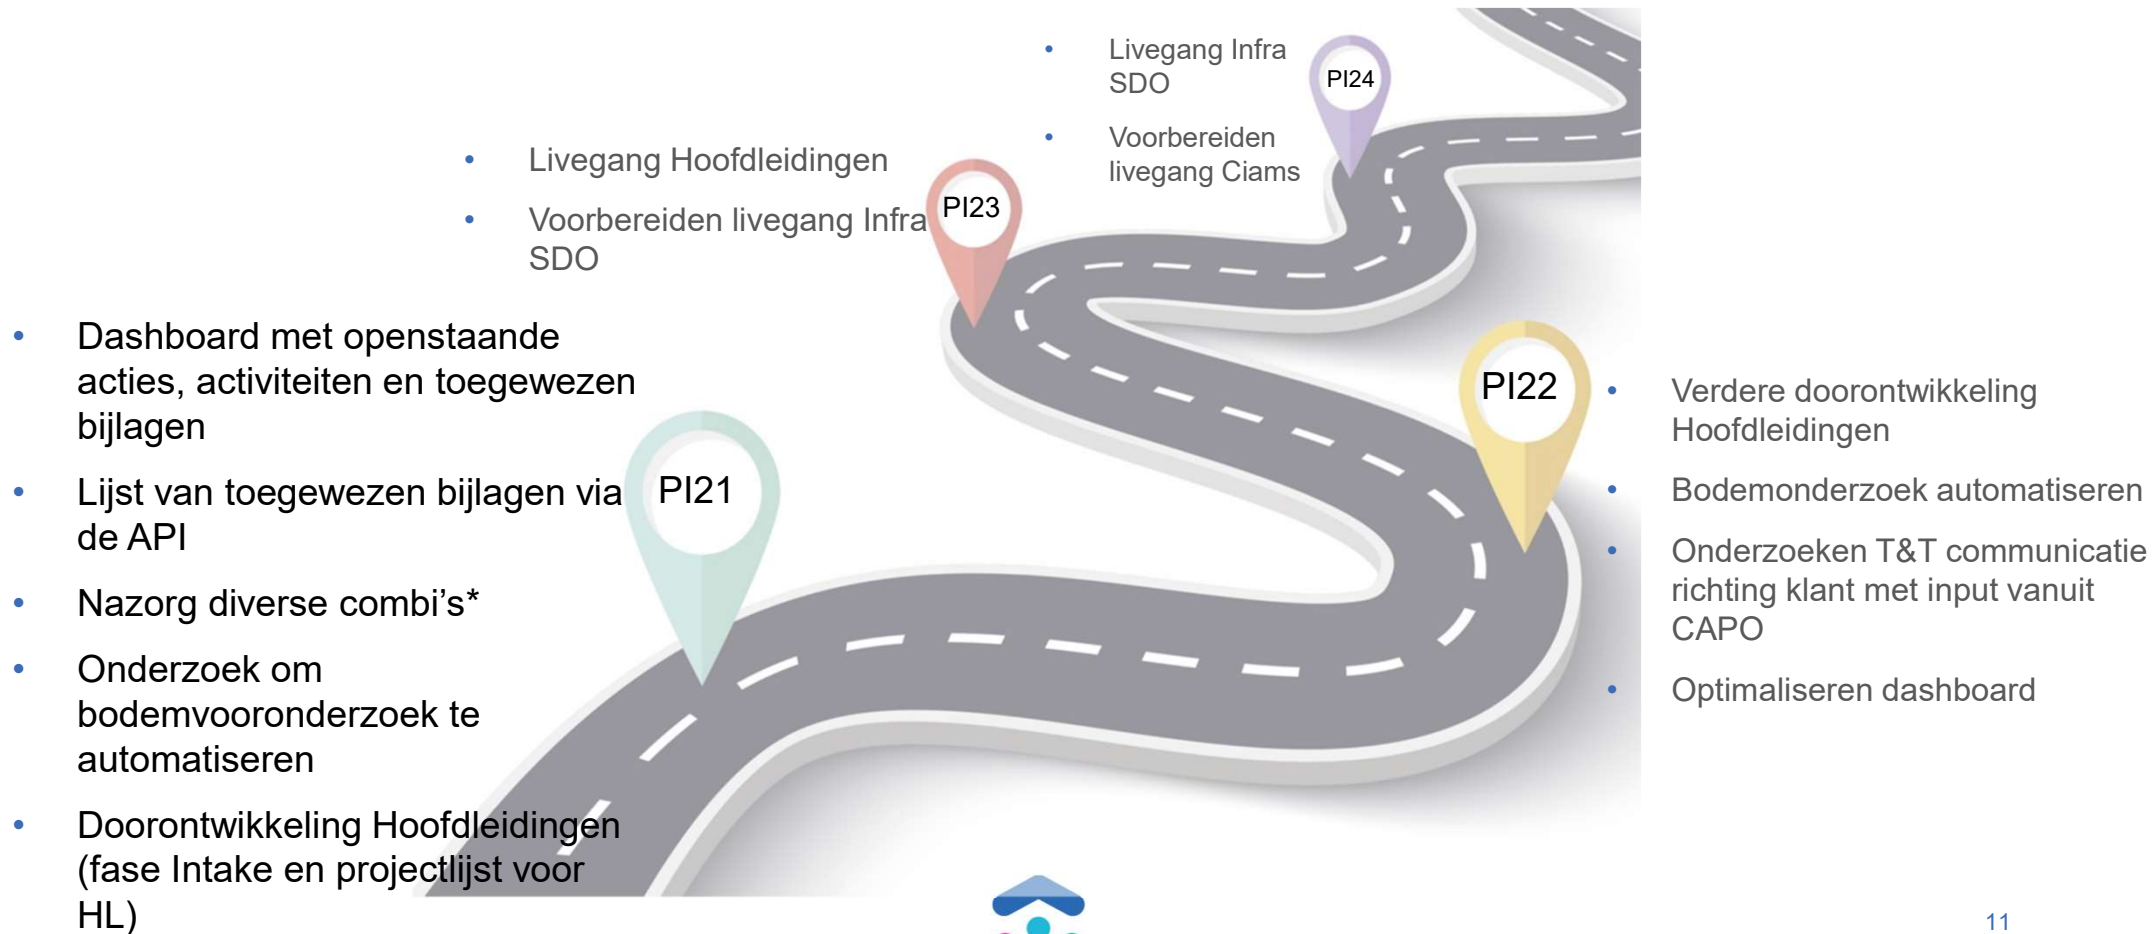 Livegang Infra
SDO
Voorbereiden
livegang Ciams
PI24
Livegang Hoofdleidingen
Voorbereiden livegang Infra
SDO
PI23
Dashboard met openstaande
acties, activiteiten en toegewezen
bijlagen
Lijst van toegewezen bijlagen via
de API
Nazorg diverse combi’s*
Onderzoek om
bodemvooronderzoek te
automatiseren
Doorontwikkeling Hoofdleidingen
(fase Intake en projectlijst voor
HL)
PI21
PI22
Verdere doorontwikkeling
Hoofdleidingen
Bodemonderzoek automatiseren
Onderzoeken T&T communicatie
richting klant met input vanuit
CAPO
Optimaliseren dashboard
11